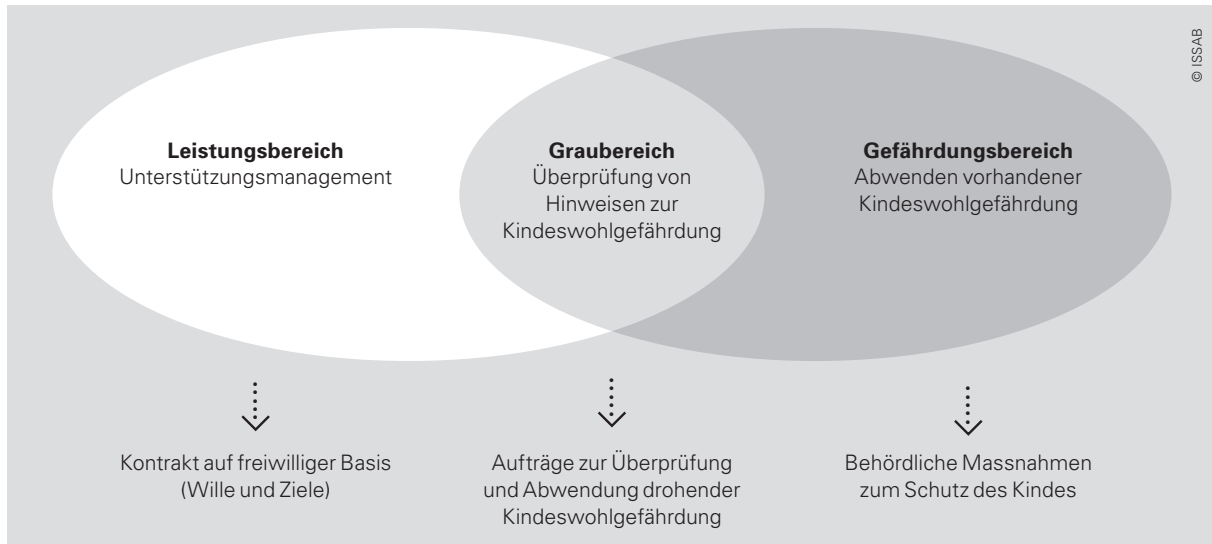 © ISSAB
Leistungsbereich
Unterstützungsmanagement
Graubereich
Überprüfung von
Hinweisen zur
Kindeswohlgefährdung
Gefährdungsbereich
Abwenden vorhandener
Kindeswohlgefährdung
Kontrakt auf freiwilliger Basis
(Wille und Ziele)
Aufträge zur Überprüfung
und Abwendung drohender
Kindeswohlgefährdung
Behördliche Massnahmen
zum Schutz des Kindes